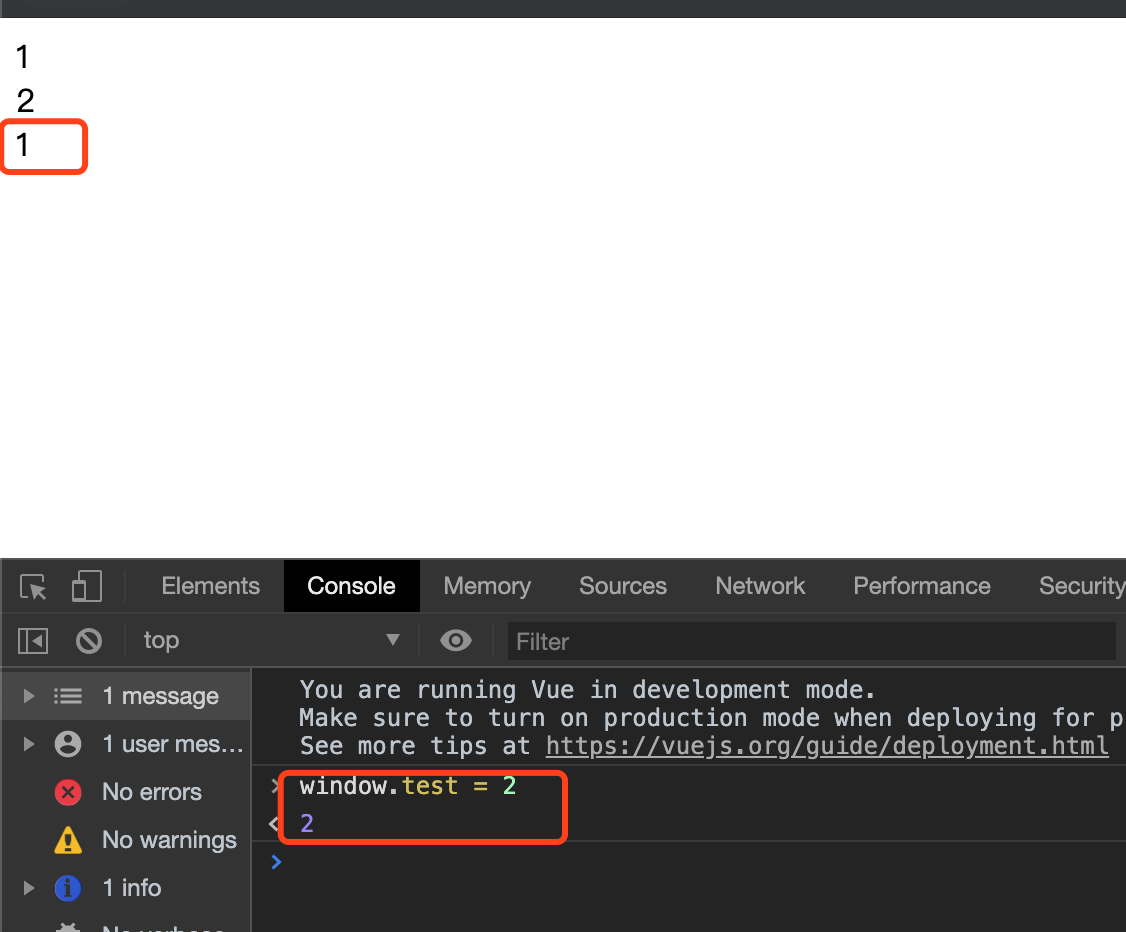 1
2
1
Elements Console Memory Sources Network Performance Security
top Filter
1 message
1 user mes...
No errors
No warnings
1 info
You are running Vue in development mode.
Make sure to turn on production mode when deploying for p
See more tips at https://vuejs.org/guide/deployment.html
> window.test = 2
< 2
>